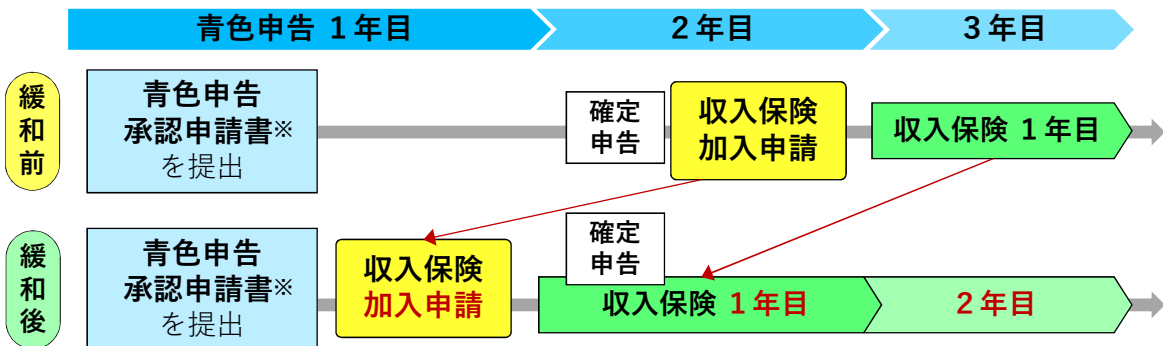 青色申告 1年目
2年目
3年目
緩和前
青色申告
承認申請書※
を提出
確定
申告
収入保険
加入申請
収入保険 1年目
緩和後
青色申告
承認申請書※
を提出
収入保険
加入申請
確定
申告
収入保険 1年目
2年目